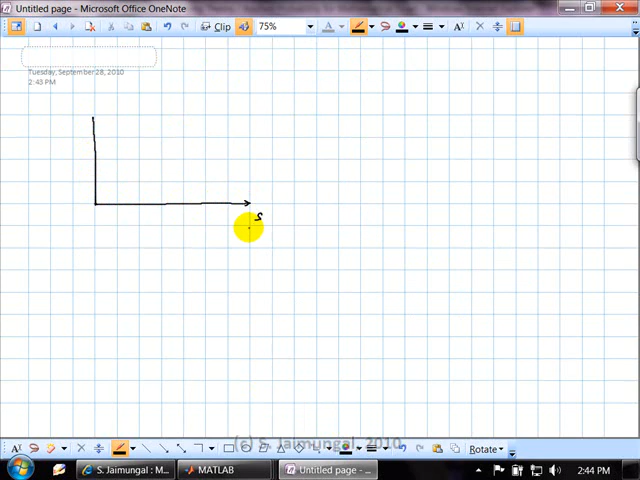 Untitled page - Microsoft Office OneNote
Clip
75%
Tuesday, September 28, 2010
2:43 PM
S
(c) S. Jaimungal, 2010
Rotate
S. Jaimungal : M...
MATLAB
Untitled page - ...
2:44 PM